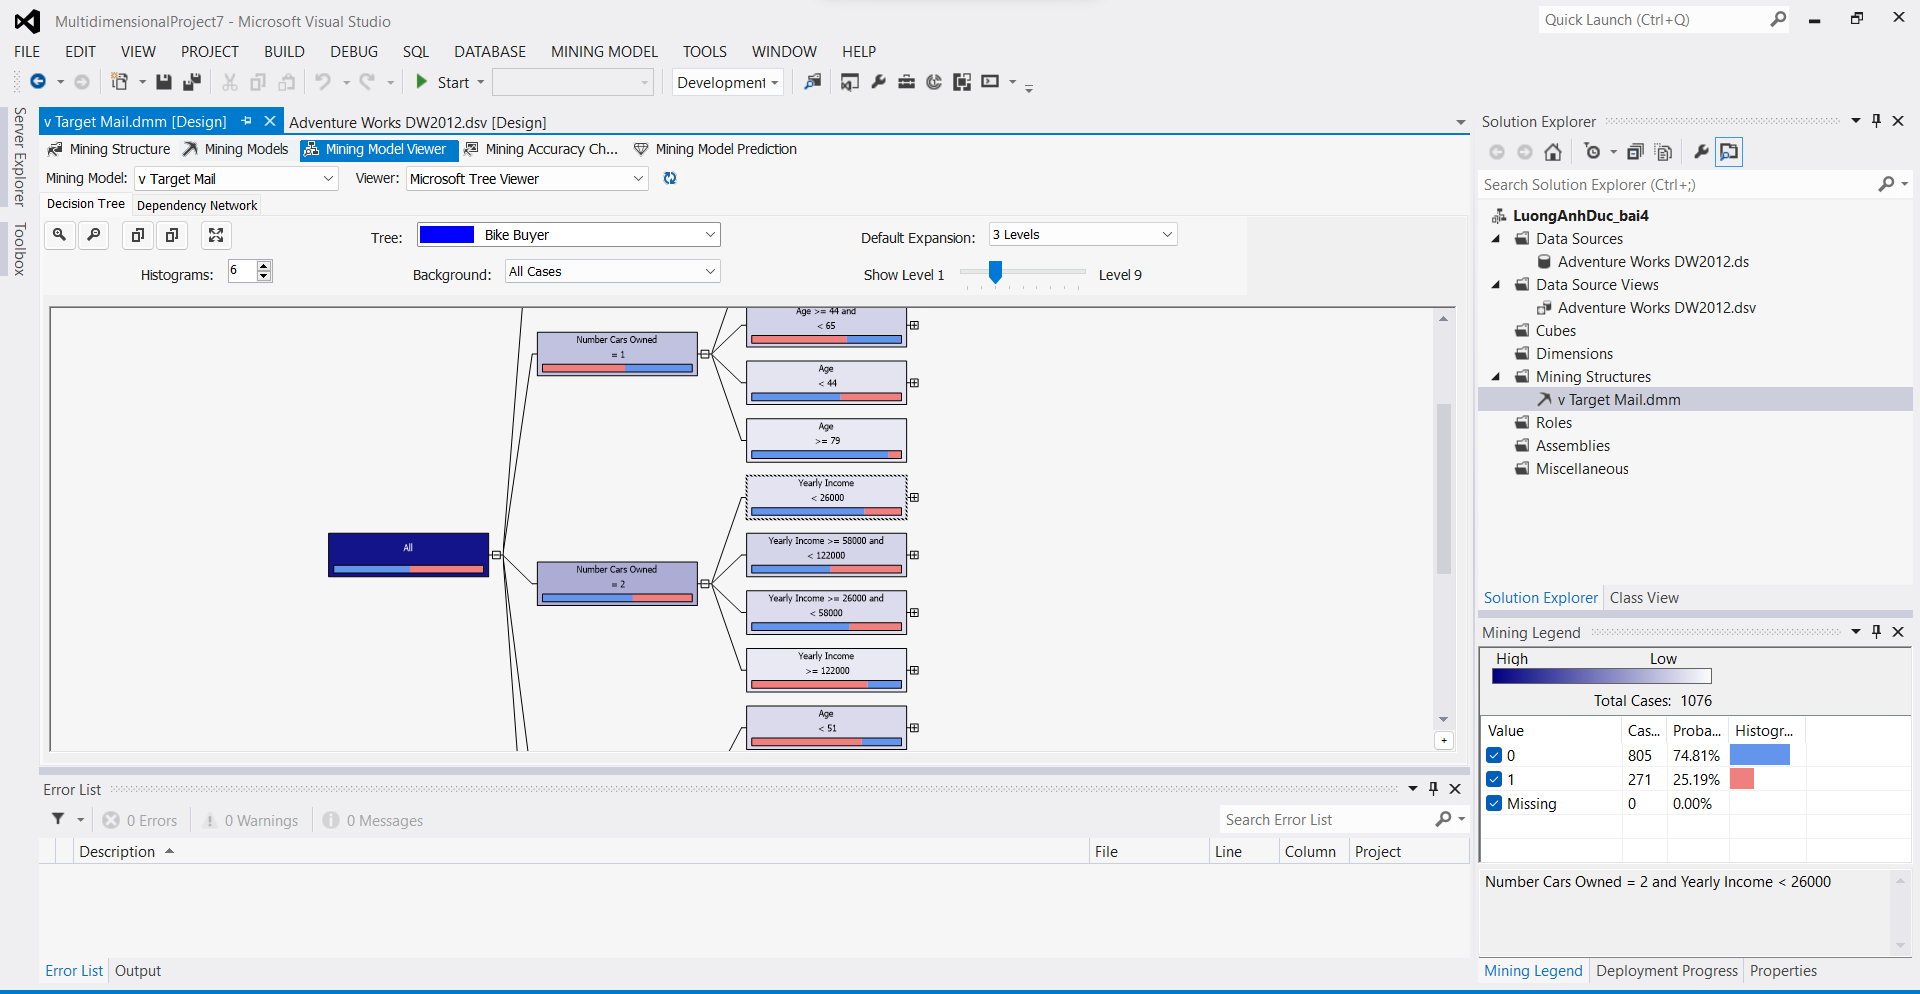 MultidimensionalProject7 - Microsoft Visual Studio
Quick Launch (Ctrl+Q)
FILE EDIT VIEW PROJECT BUILD DEBUG SQL DATABASE MINING MODEL TOOLS WINDOW HELP
Start Development
Server Explorer
Toolbox
v Target Mail.dmm [Design] Adventure Works DW2012.dsv [Design]
Mining Structure Mining Models Mining Model Viewer Mining Accuracy Ch... Mining Model Prediction
Mining Model: v Target Mail Viewer: Microsoft Tree Viewer
Decision Tree Dependency Network
Tree: Bike Buyer Default Expansion: 3 Levels
Histograms: 6 Background: All Cases Show Level 1 Level 9
Age >= 44 and
< 65
Number Cars Owned
= 1
Age
< 44
Age
>= 79
Yearly Income
< 26000
All
Yearly Income >= 58000 and
< 122000
Number Cars Owned
= 2
Yearly Income >= 26000 and
< 58000
Yearly Income
>= 122000
Age
< 51
Error List
0 Errors 0 Warnings 0 Messages
Search Error List
Description File Line Column Project
Error List Output
Solution Explorer
Search Solution Explorer (Ctrl+;)
LuongAnhDuc_bai4
Data Sources
Adventure Works DW2012.ds
Data Source Views
Adventure Works DW2012.dsv
Cubes
Dimensions
Mining Structures
v Target Mail.dmm
Roles
Assemblies
Miscellaneous
Solution Explorer Class View
Mining Legend
High Low
Total Cases: 1076
Value Cas... Proba... Histogr...
0 805 74.81%
1 271 25.19%
Missing 0 0.00%
Number Cars Owned = 2 and Yearly Income < 26000
Mining Legend Deployment Progress Properties